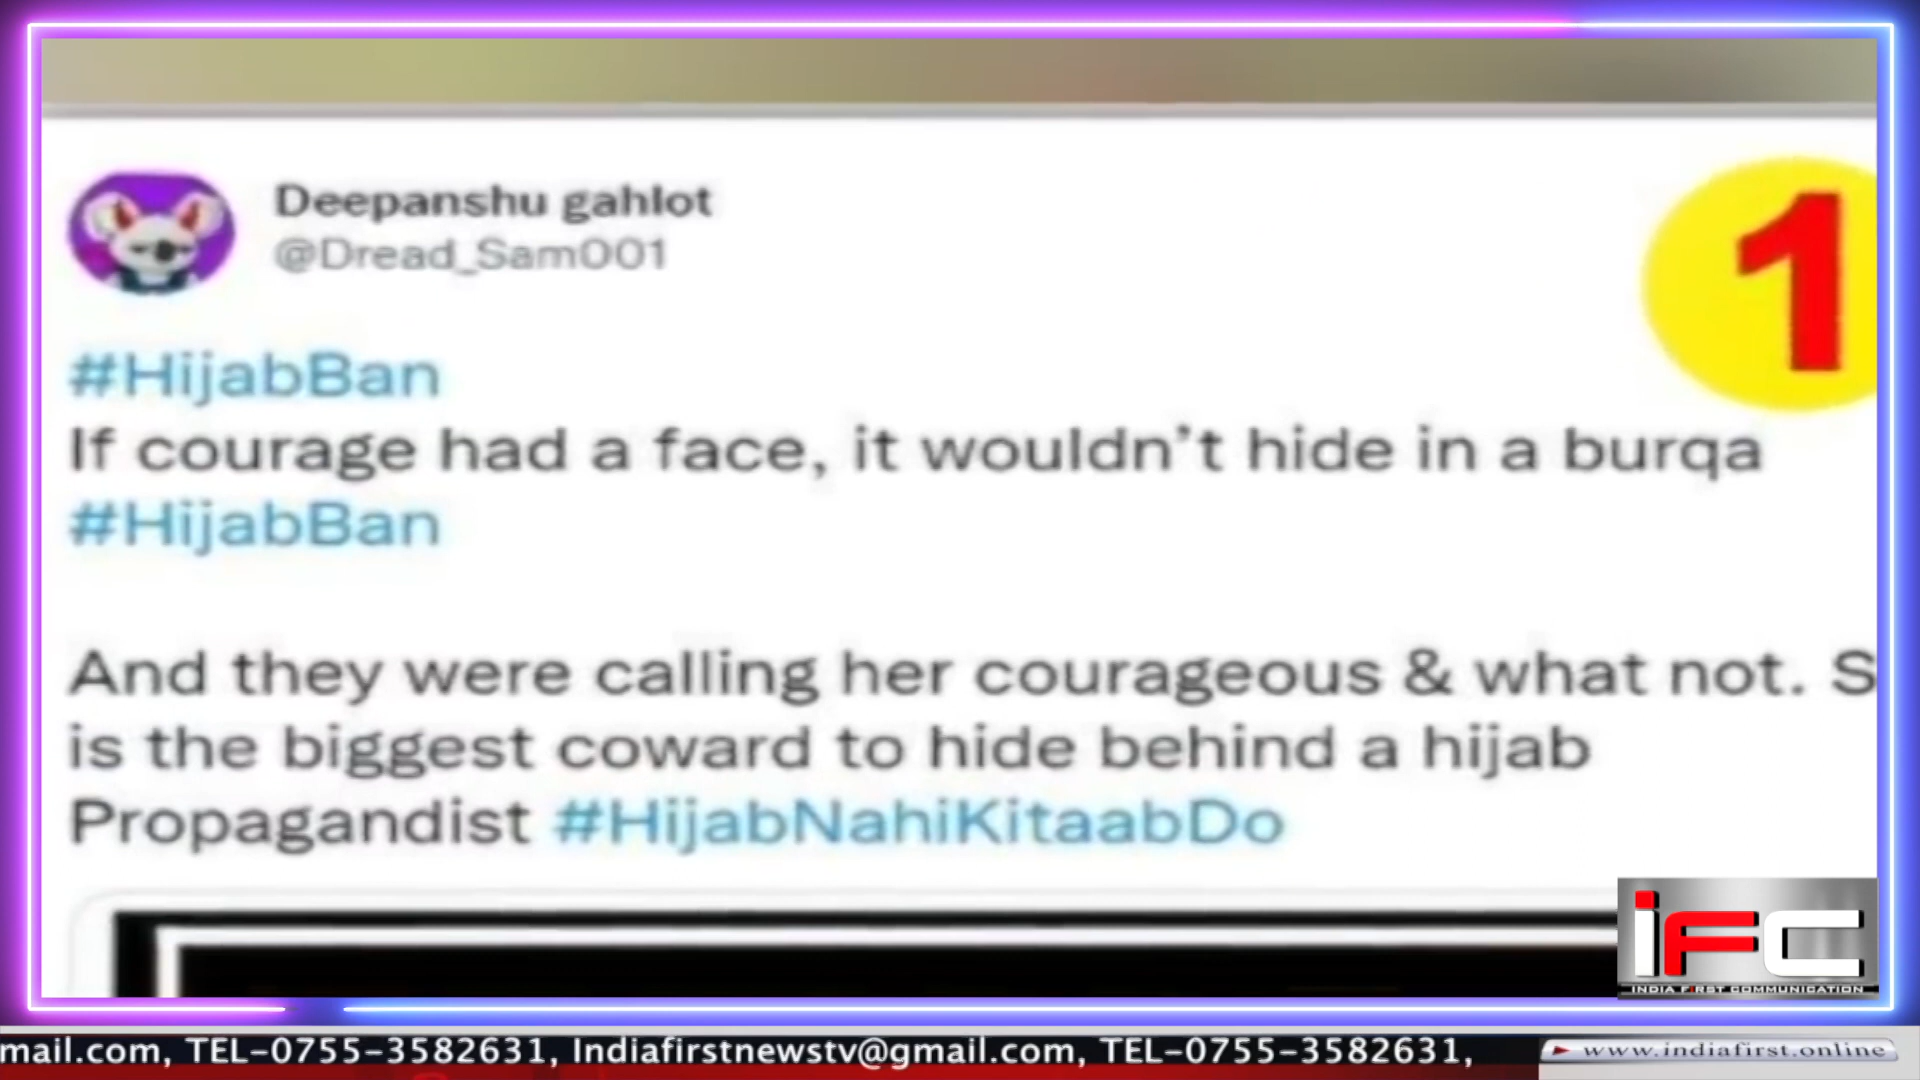 Deepanshu gahlot
@Dread_Sam001
1
#HijabBan
If courage had a face, it wouldn't hide in a burqa
#HijabBan
And they were calling her courageous & what not. S
is the biggest coward to hide behind a hijab
Propagandist #HijabNahiKitaabDo
iFC
INDIA FIRST COMMUNICATION
mail.com, TEL-0755-3582631, Indiafirstnewstv@gmail.com, TEL-0755-3582631,
www.indiafirst.online